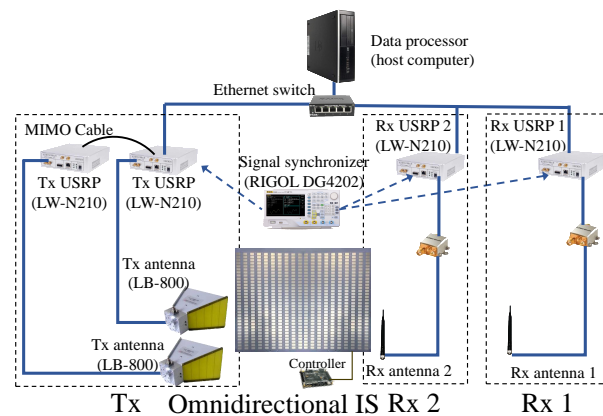 Data processor
(host computer)
Ethernet switch
MIMO Cable
Tx USRP
(LW-N210)
Tx USRP
(LW-N210)
Signal synchronizer
(RIGOL DG4202)
Rx USRP 2
(LW-N210)
Rx USRP 1
(LW-N210)
Tx antenna
(LB-800)
Tx antenna
(LB-800)
Controller
Rx antenna 2
Rx antenna 1
Tx
Omnidirectional IS
Rx 2
Rx 1